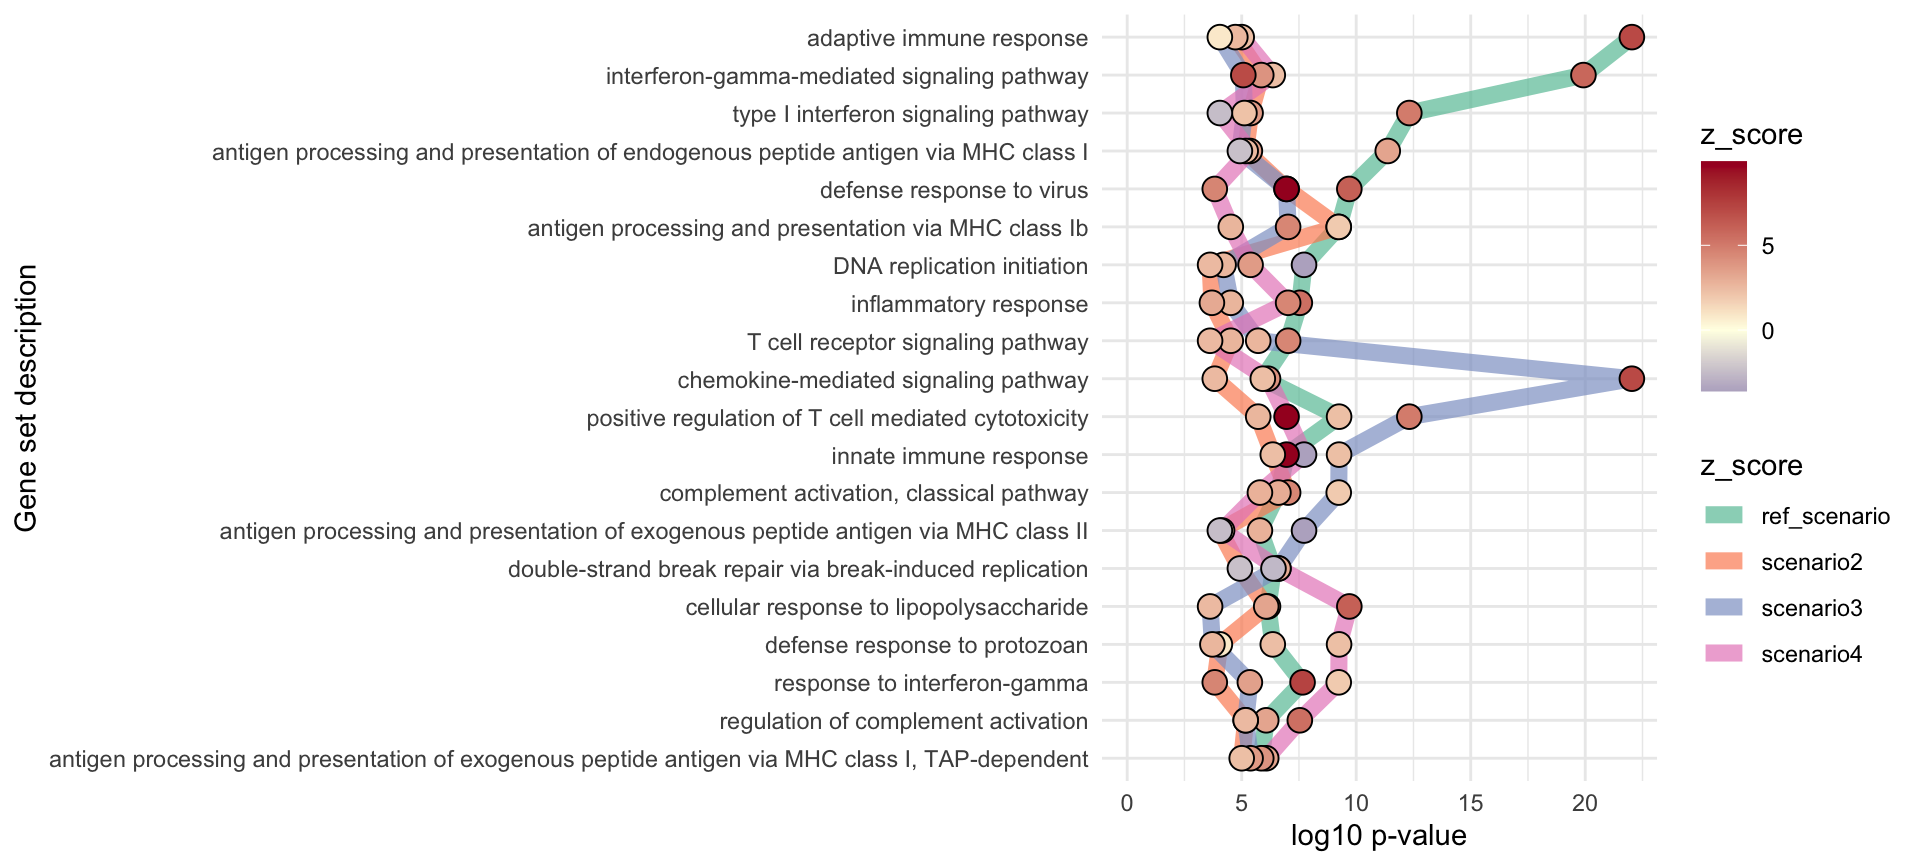 adaptive immune response
interferon-gamma-mediated signaling pathway
type I interferon signaling pathway
antigen processing and presentation of endogenous peptide antigen via MHC class I
defense response to virus
antigen processing and presentation via MHC class Ib
DNA replication initiation
inflammatory response
T cell receptor signaling pathway
chemokine-mediated signaling pathway
positive regulation of T cell mediated cytotoxicity
innate immune response
complement activation, classical pathway
antigen processing and presentation of exogenous peptide antigen via MHC class II
double-strand break repair via break-induced replication
cellular response to lipopolysaccharide
defense response to protozoan
response to interferon-gamma
regulation of complement activation
antigen processing and presentation of exogenous peptide antigen via MHC class I, TAP-dependent
Gene set description
0 5 10 15 20
log10 p-value
z_score
5
0
z_score
ref_scenario
scenario2
scenario3
scenario4